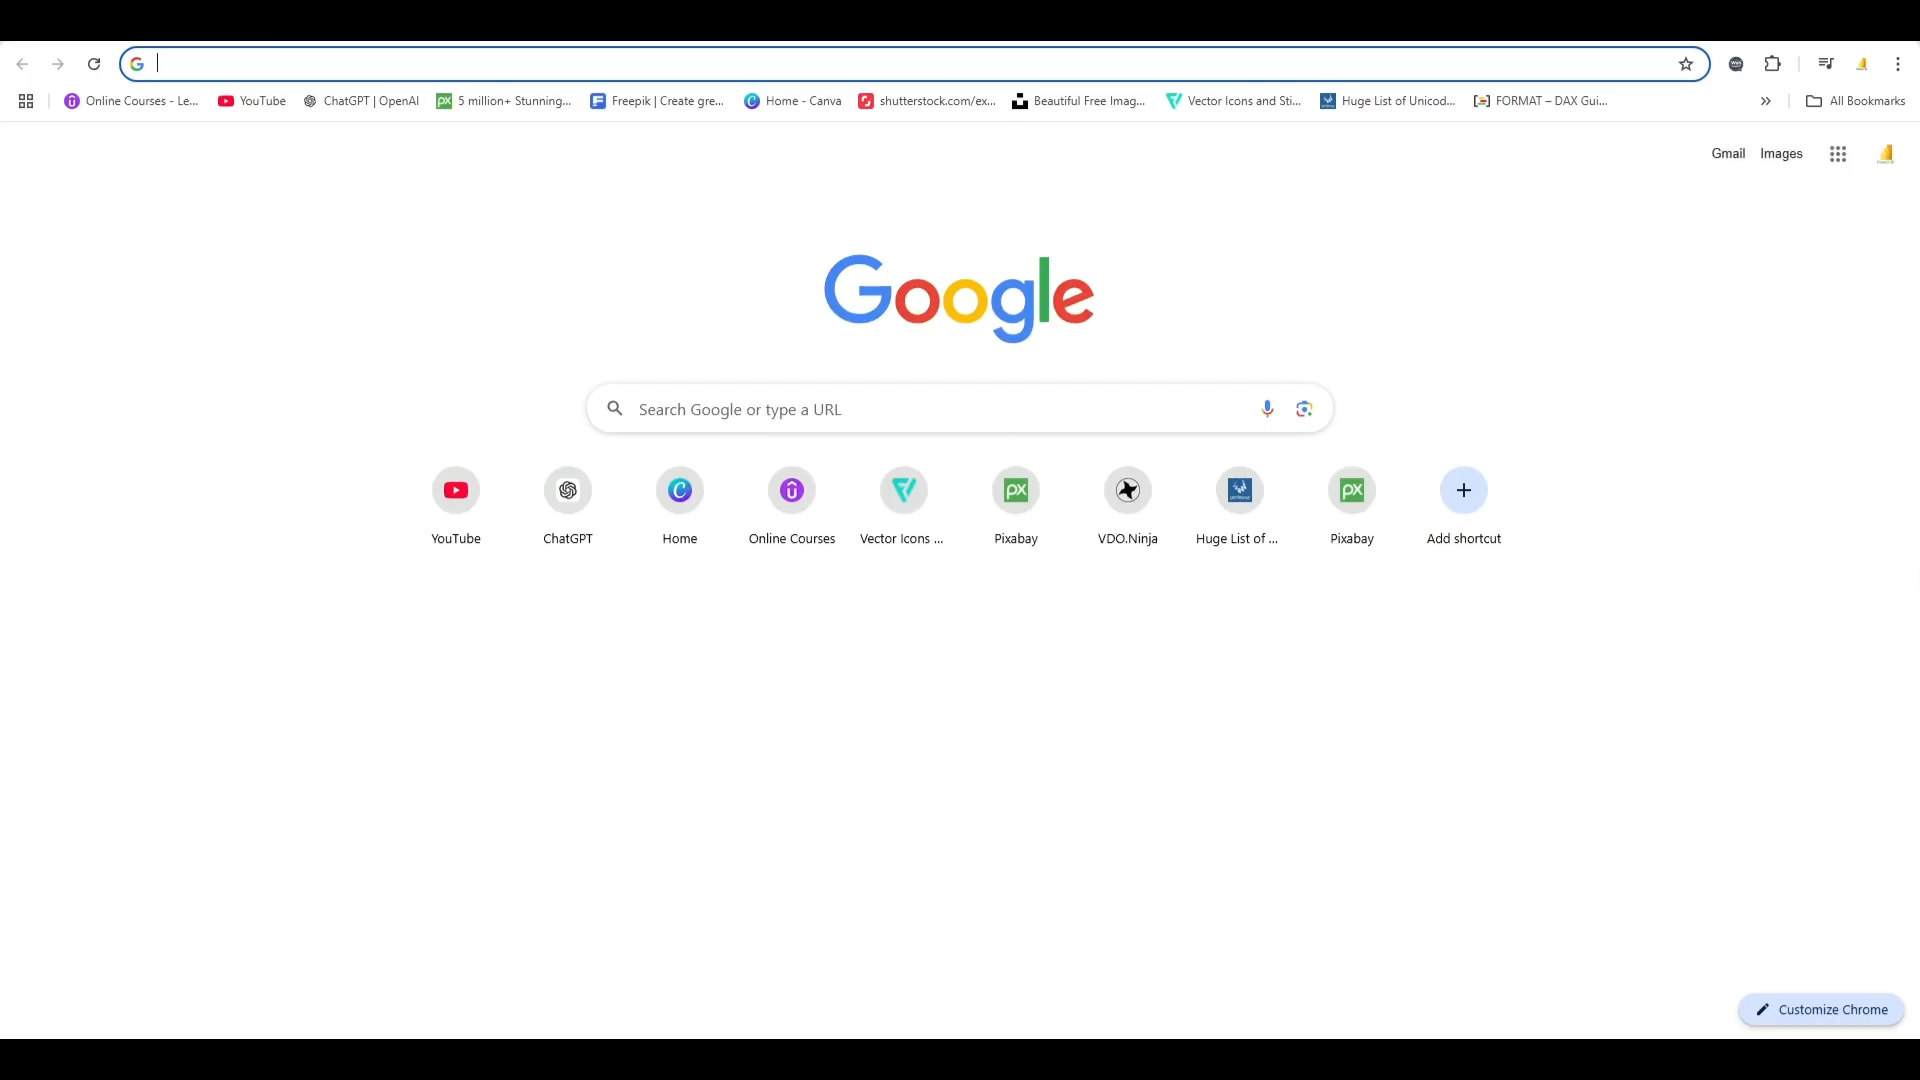 Online Courses - Le...
YouTube
ChatGPT | OpenAI
5 million+ Stunning...
Freepik | Create gre...
Home - Canva
shutterstock.com/ex...
Beautiful Free Imag...
Vector Icons and Sti...
Huge List of Unicod...
FORMAT – DAX Gui...
All Bookmarks
Gmail
Images
Google
Search Google or type a URL
YouTube
ChatGPT
Home
Online Courses
Vector Icons ...
Pixabay
VDO.Ninja
Huge List of ...
Pixabay
Add shortcut
Customize Chrome